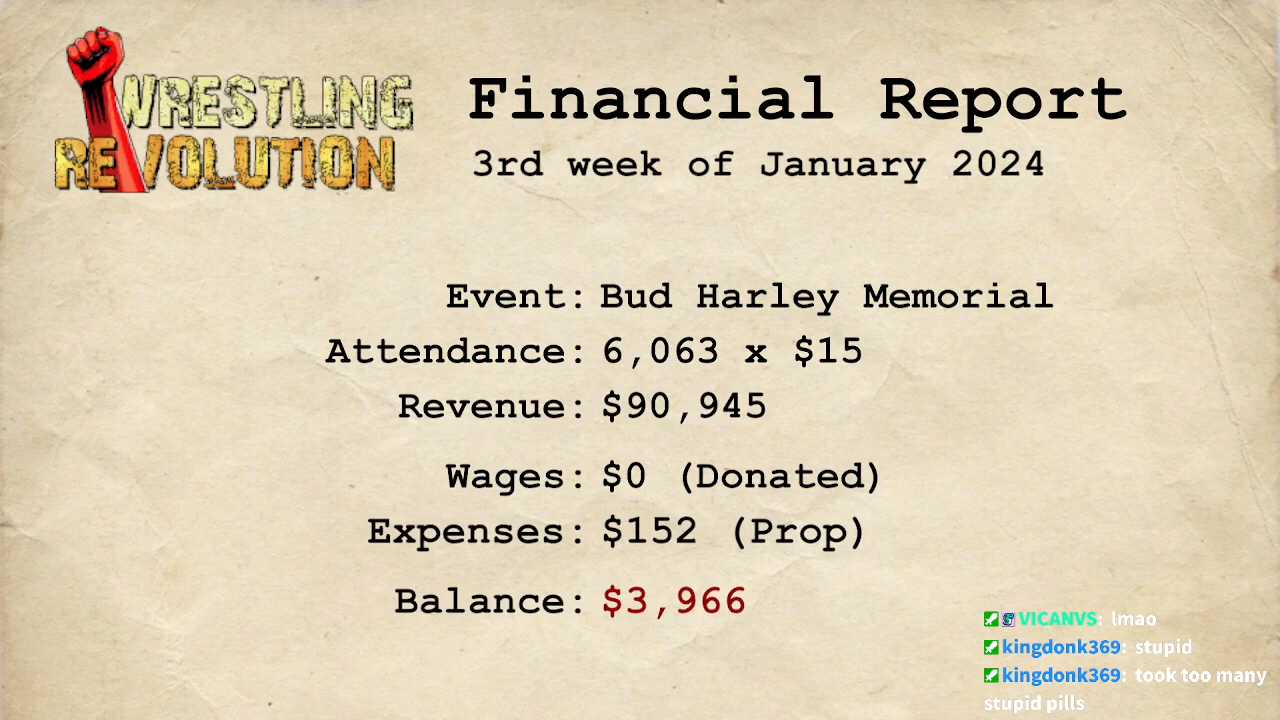 WRESTLING
REVOLUTION
Financial Report
3rd week of January 2024
Event: Bud Harley Memorial
Attendance: 6,063 x $15
Revenue: $90,945
Wages: $0 (Donated)
Expenses: $152 (Prop)
Balance: $3,966
VICANVS: lmao
kingdonk369: stupid
kingdonk369: took too many
stupid pills